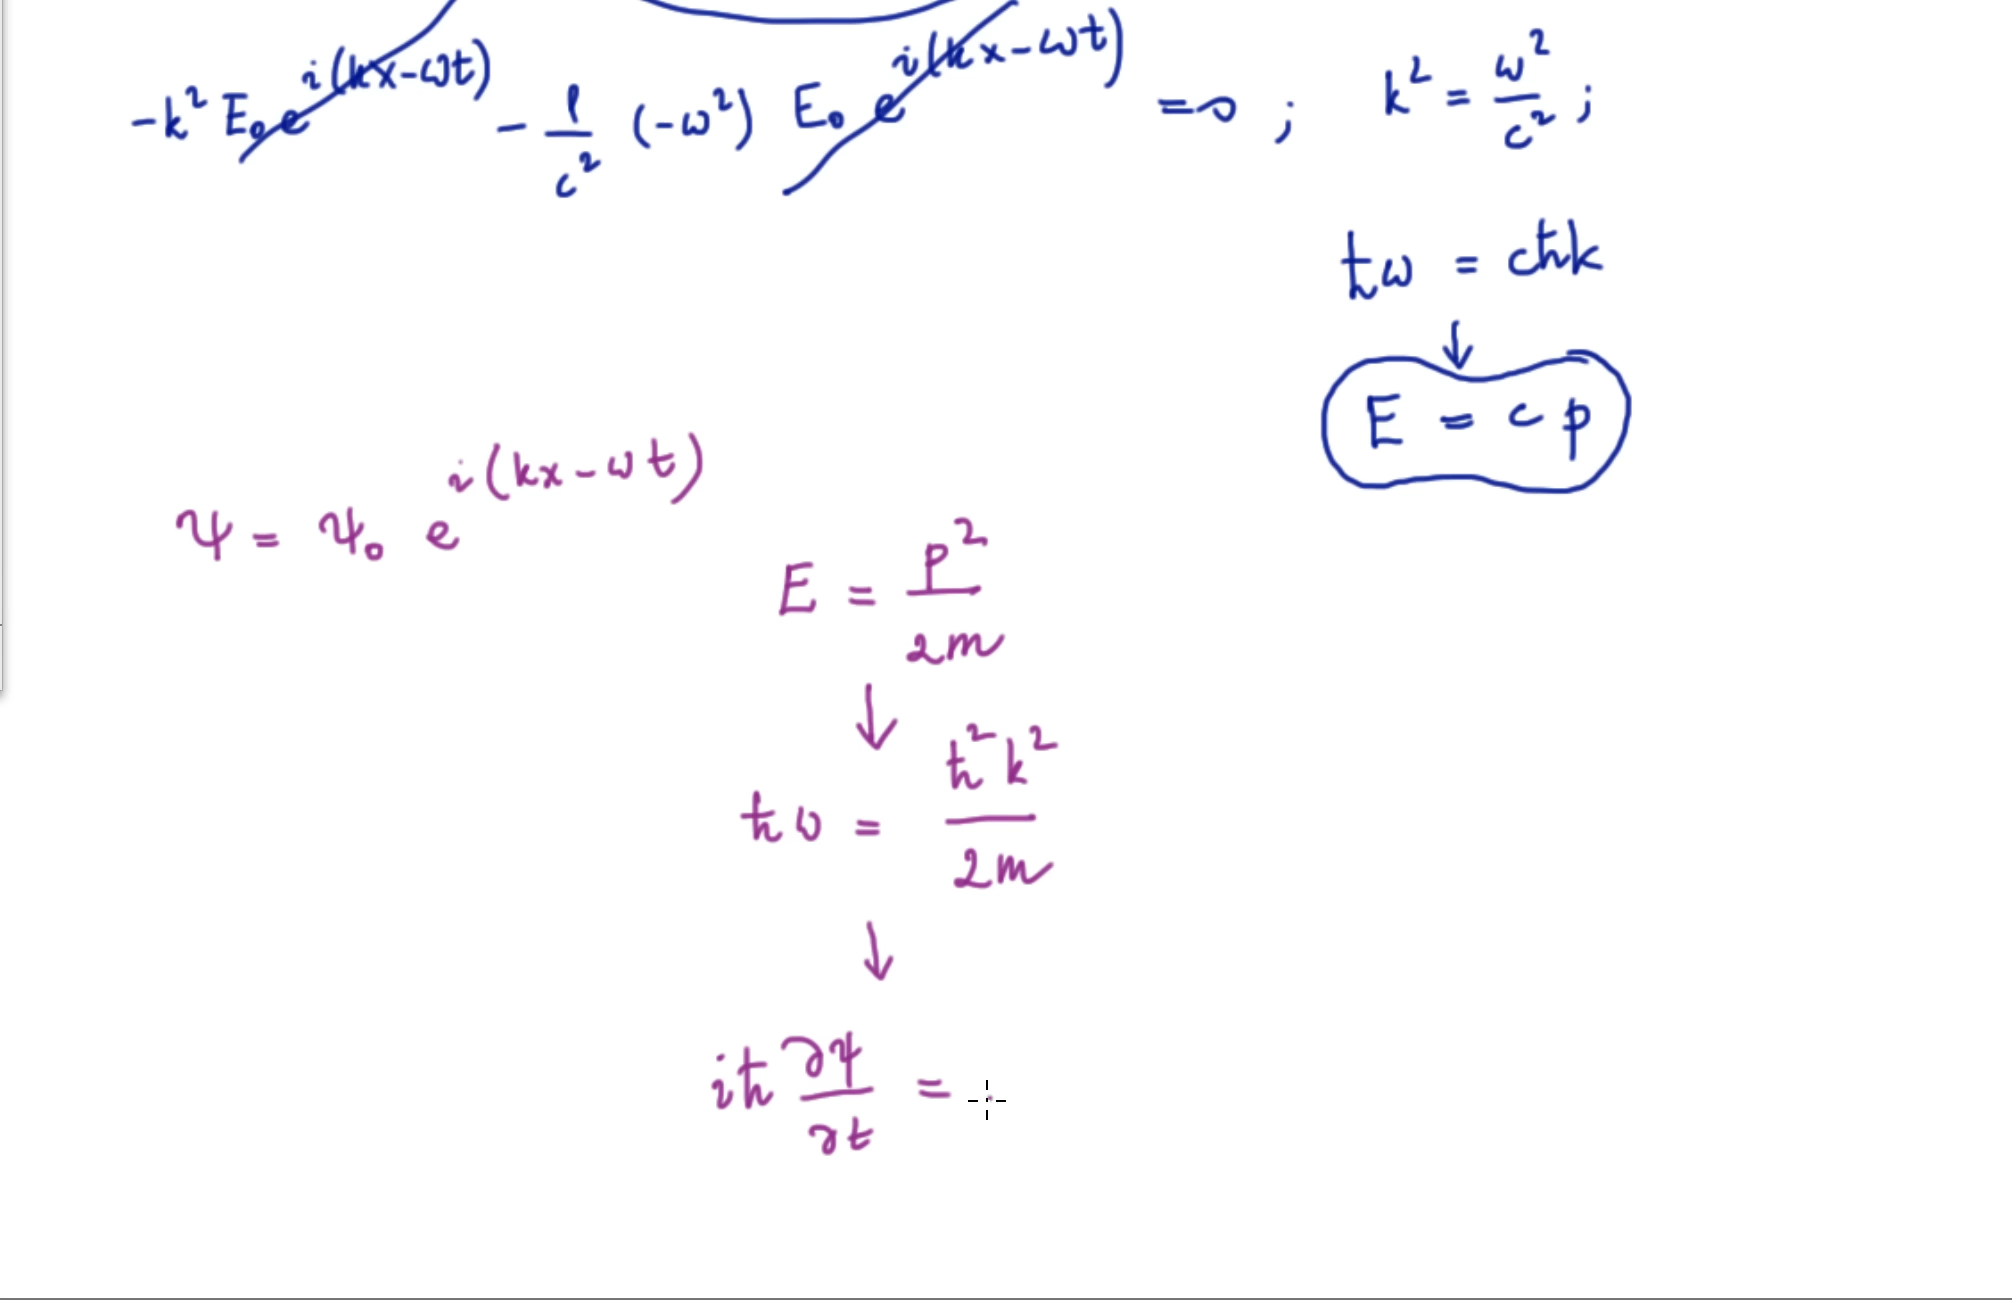 -k² E₀ e^{i(kx-ωt)} - 1/c² (-ω²) E₀ e^{i(kx-ωt)} = 0 ; k² = ω²/c² ;
ħω = cħk
↓
E = cp
ψ = ψ₀ e^{i(kx-ωt)}
E = p²/2m
↓
ħω = ħ²k²/2m
↓
iħ ∂ψ/∂t =